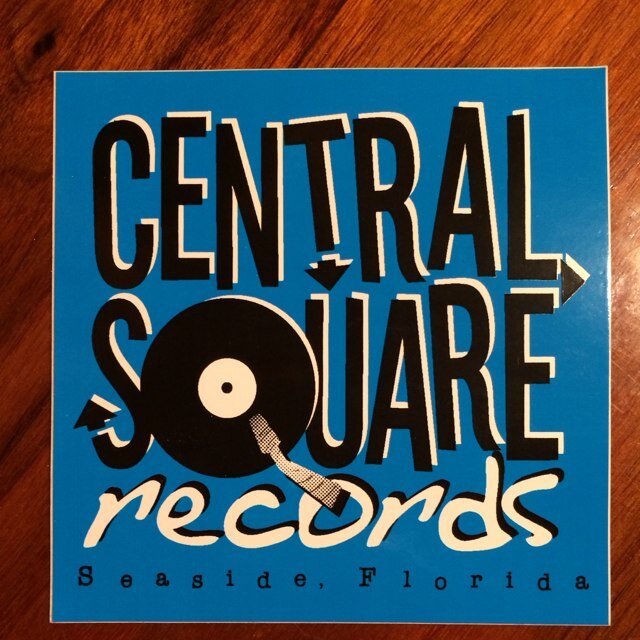 CENTRAL
SQUARE
records
Seaside, Florida